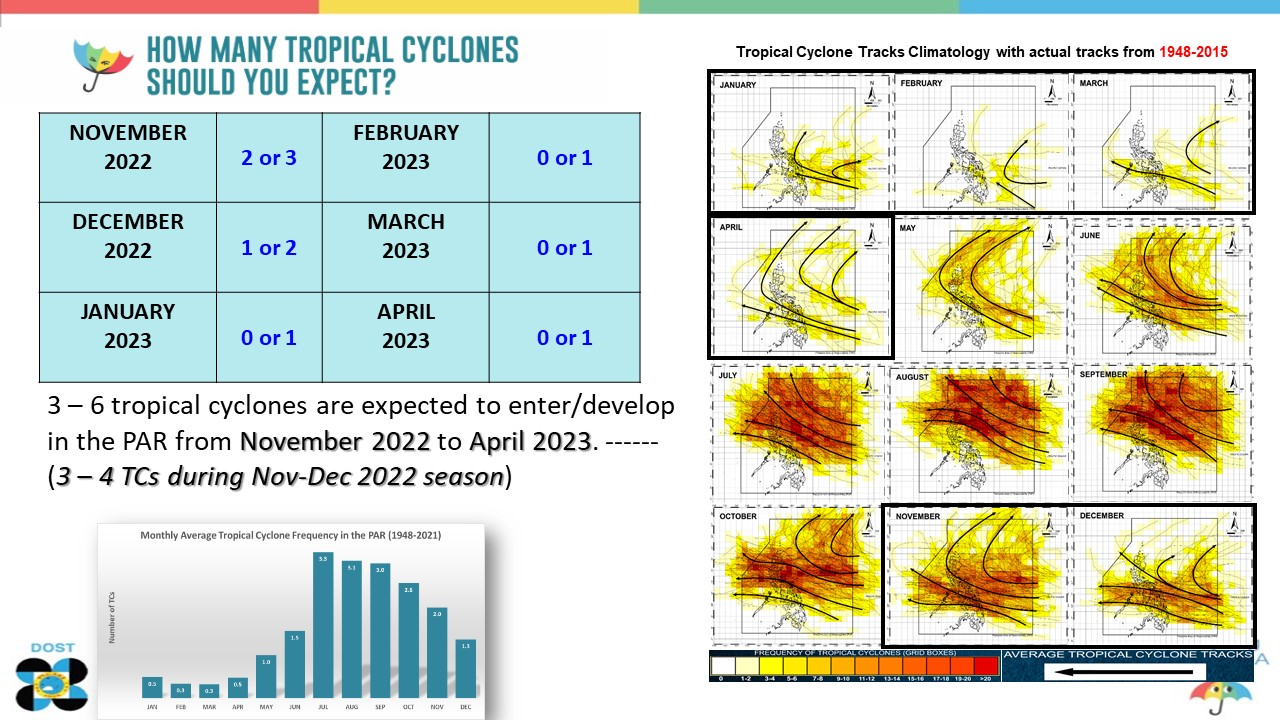 HOW MANY TROPICAL CYCLONES
SHOULD YOU EXPECT?
NOVEMBER
2022
2 or 3
FEBRUARY
2023
0 or 1
DECEMBER
2022
1 or 2
MARCH
2023
0 or 1
JANUARY
2023
0 or 1
APRIL
2023
0 or 1
3 – 6 tropical cyclones are expected to enter/develop
in the PAR from November 2022 to April 2023. ------
(3 – 4 TCs during Nov-Dec 2022 season)
Monthly Average Tropical Cyclone Frequency in the PAR (1948-2021)
Number of TCs
0.5
0.3
0.3
0.5
1.0
1.5
3.3
3.1
3.0
2.6
2.0
1.3
JAN FEB MAR APR MAY JUN JUL AUG SEP OCT NOV DEC
DOST
Tropical Cyclone Tracks Climatology with actual tracks from 1948-2015
JANUARY
N
FEBRUARY
N
MARCH
N
APRIL
N
MAY
N
JUNE
N
JULY
N
AUGUST
N
SEPTEMBER
N
OCTOBER
N
NOVEMBER
N
DECEMBER
N
FREQUENCY OF TROPICAL CYCLONES (GRID BOXES)
0 1-2 3-4 5-6 7-8 9-10 11-12 13-14 15-16 17-18 19-20 >20
AVERAGE TROPICAL CYCLONE TRACKS